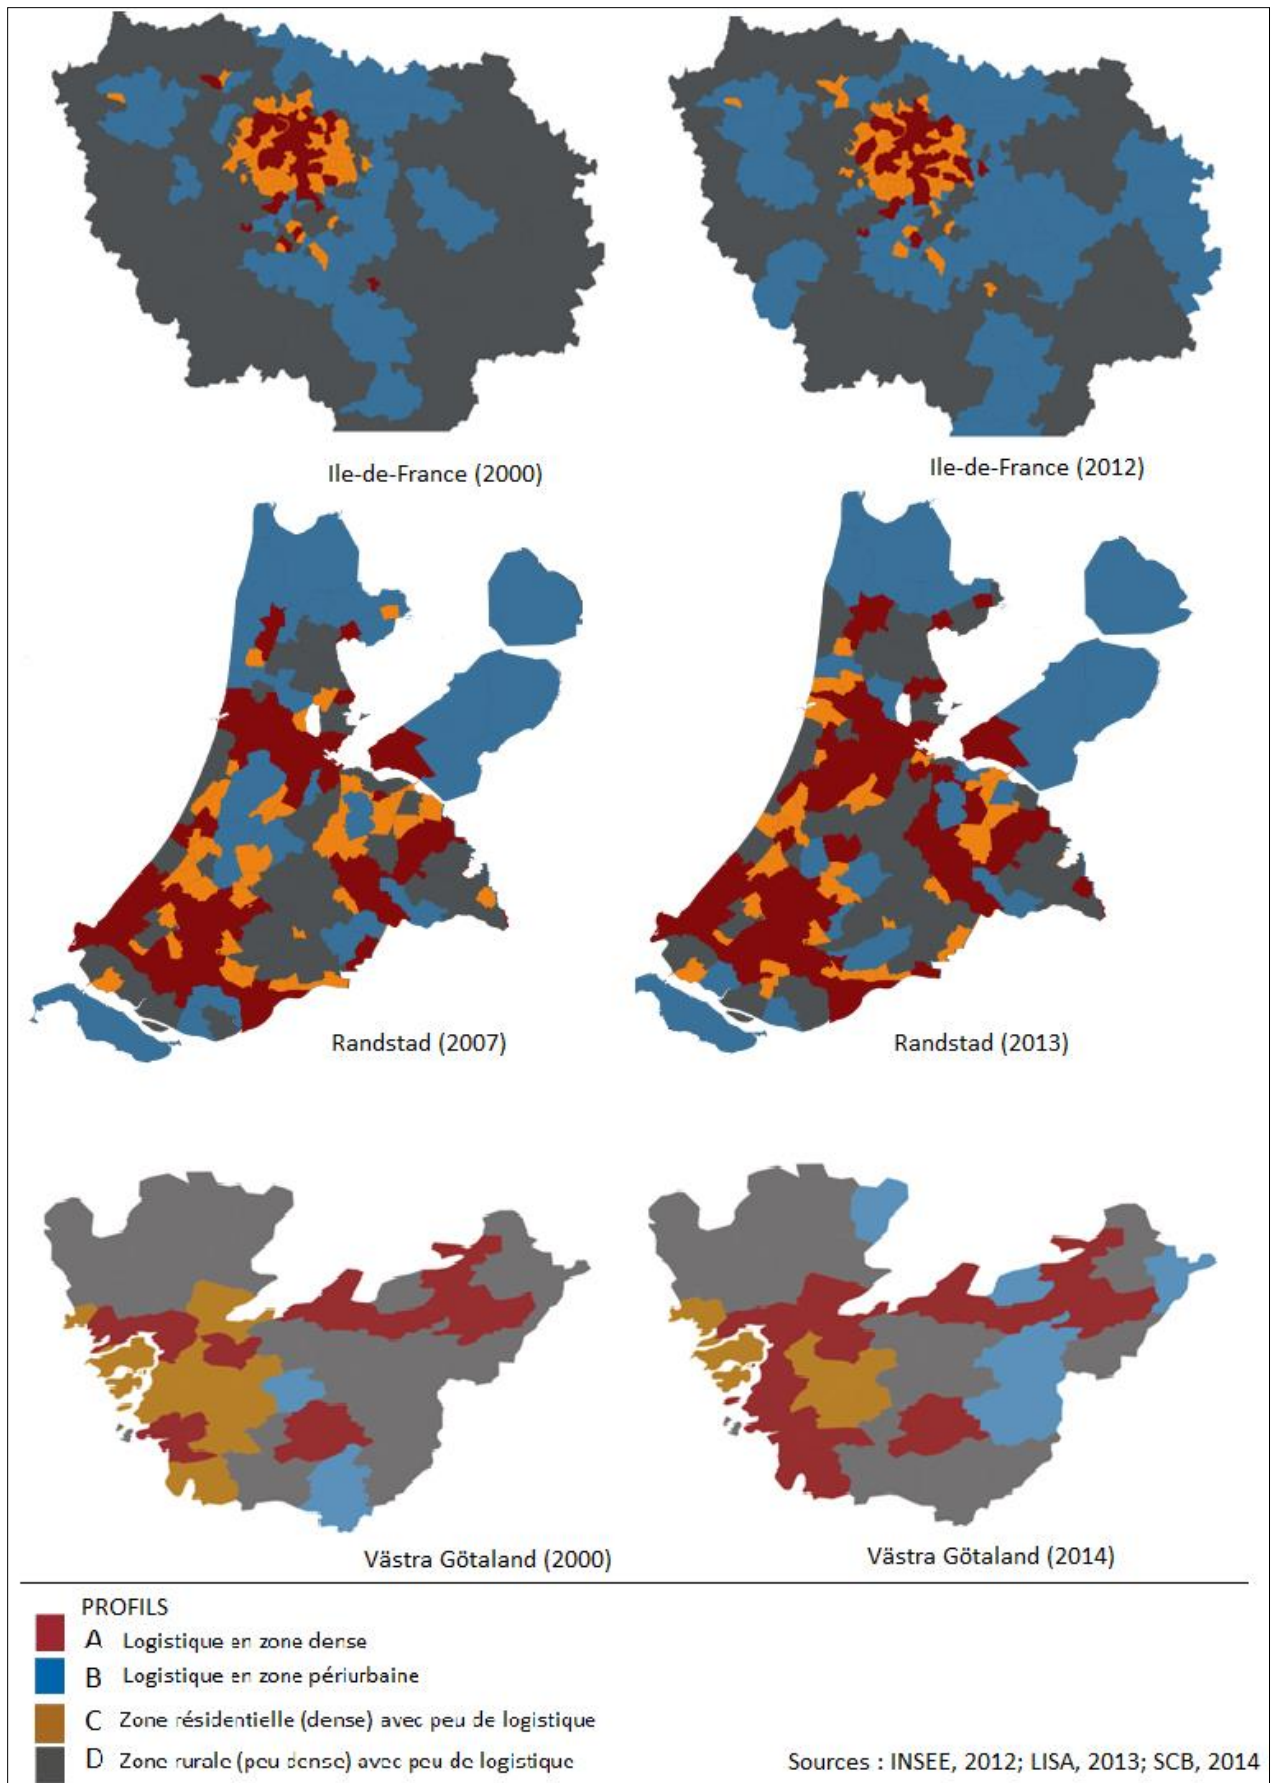 Ile-de-France (2000)
Ile-de-France (2012)
Randstad (2007)
Randstad (2013)
Västra Götaland (2000)
Västra Götaland (2014)
PROFILS
A Logistique en zone dense
B Logistique en zone périurbaine
C Zone résidentielle (dense) avec peu de logistique
D Zone rurale (peu dense) avec peu de logistique
Sources : INSEE, 2012; LISA, 2013; SCB, 2014